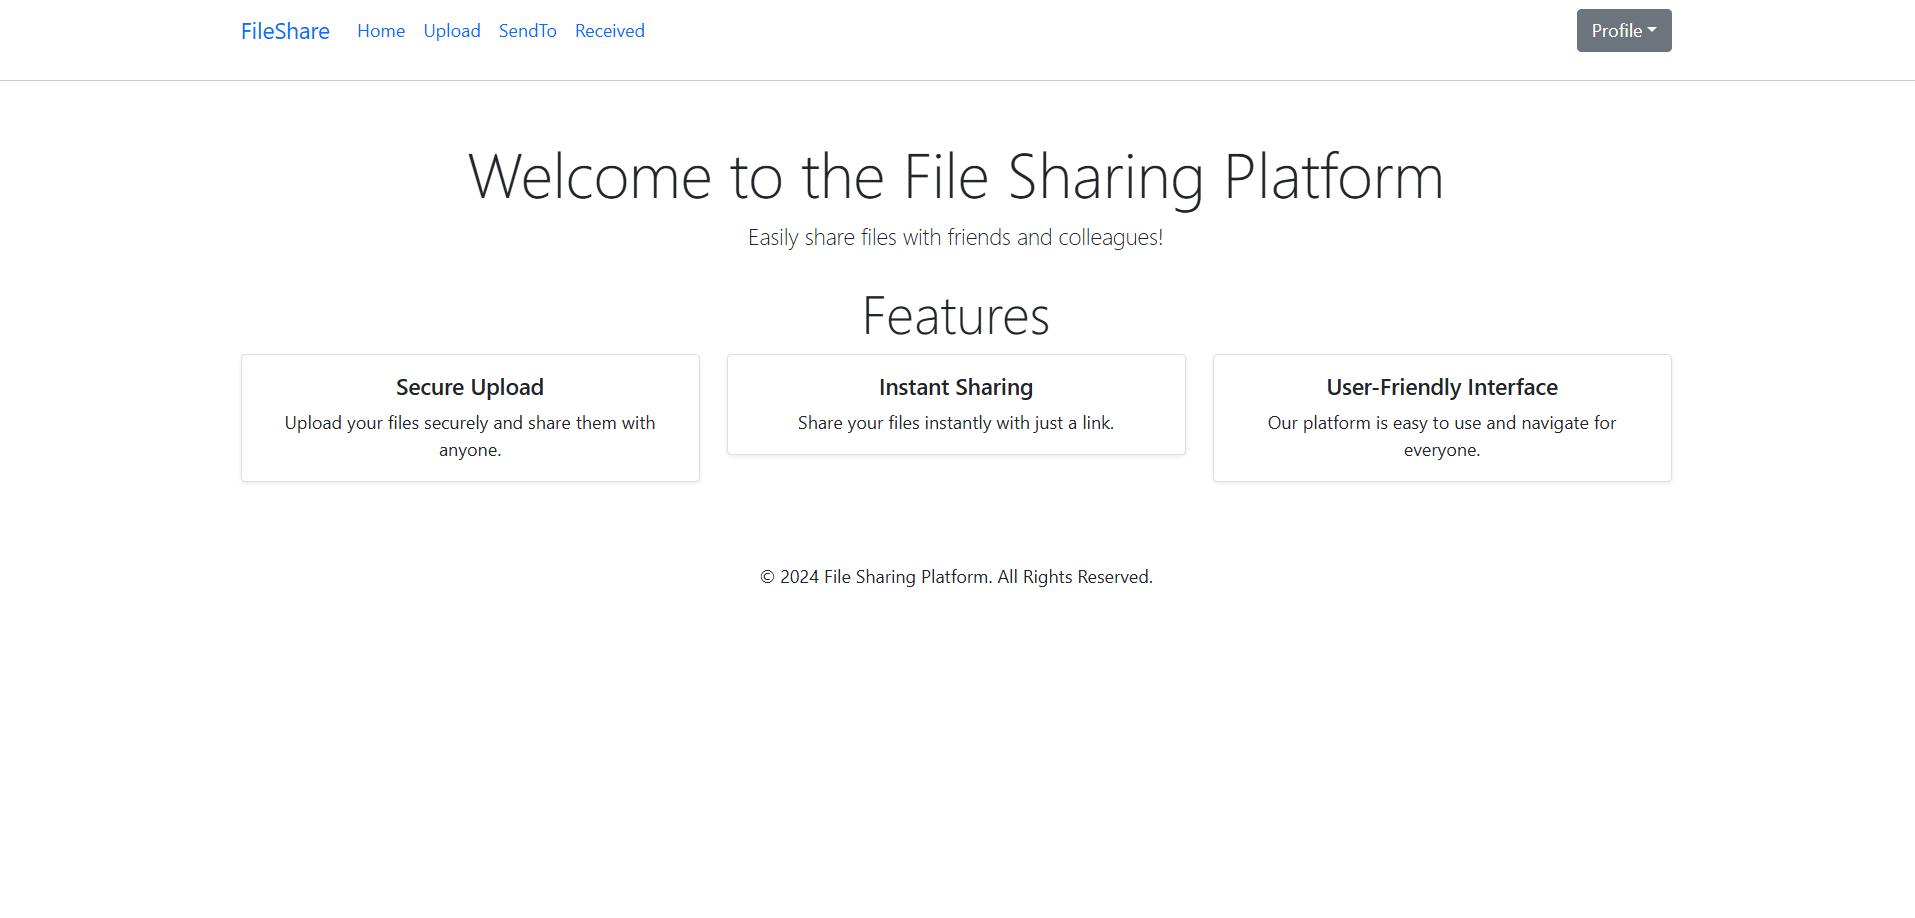 FileShare Home Upload SendTo Received Profile
Welcome to the File Sharing Platform
Easily share files with friends and colleagues!
Features
Secure Upload
Upload your files securely and share them with
anyone.
Instant Sharing
Share your files instantly with just a link.
User-Friendly Interface
Our platform is easy to use and navigate for
everyone.
© 2024 File Sharing Platform. All Rights Reserved.